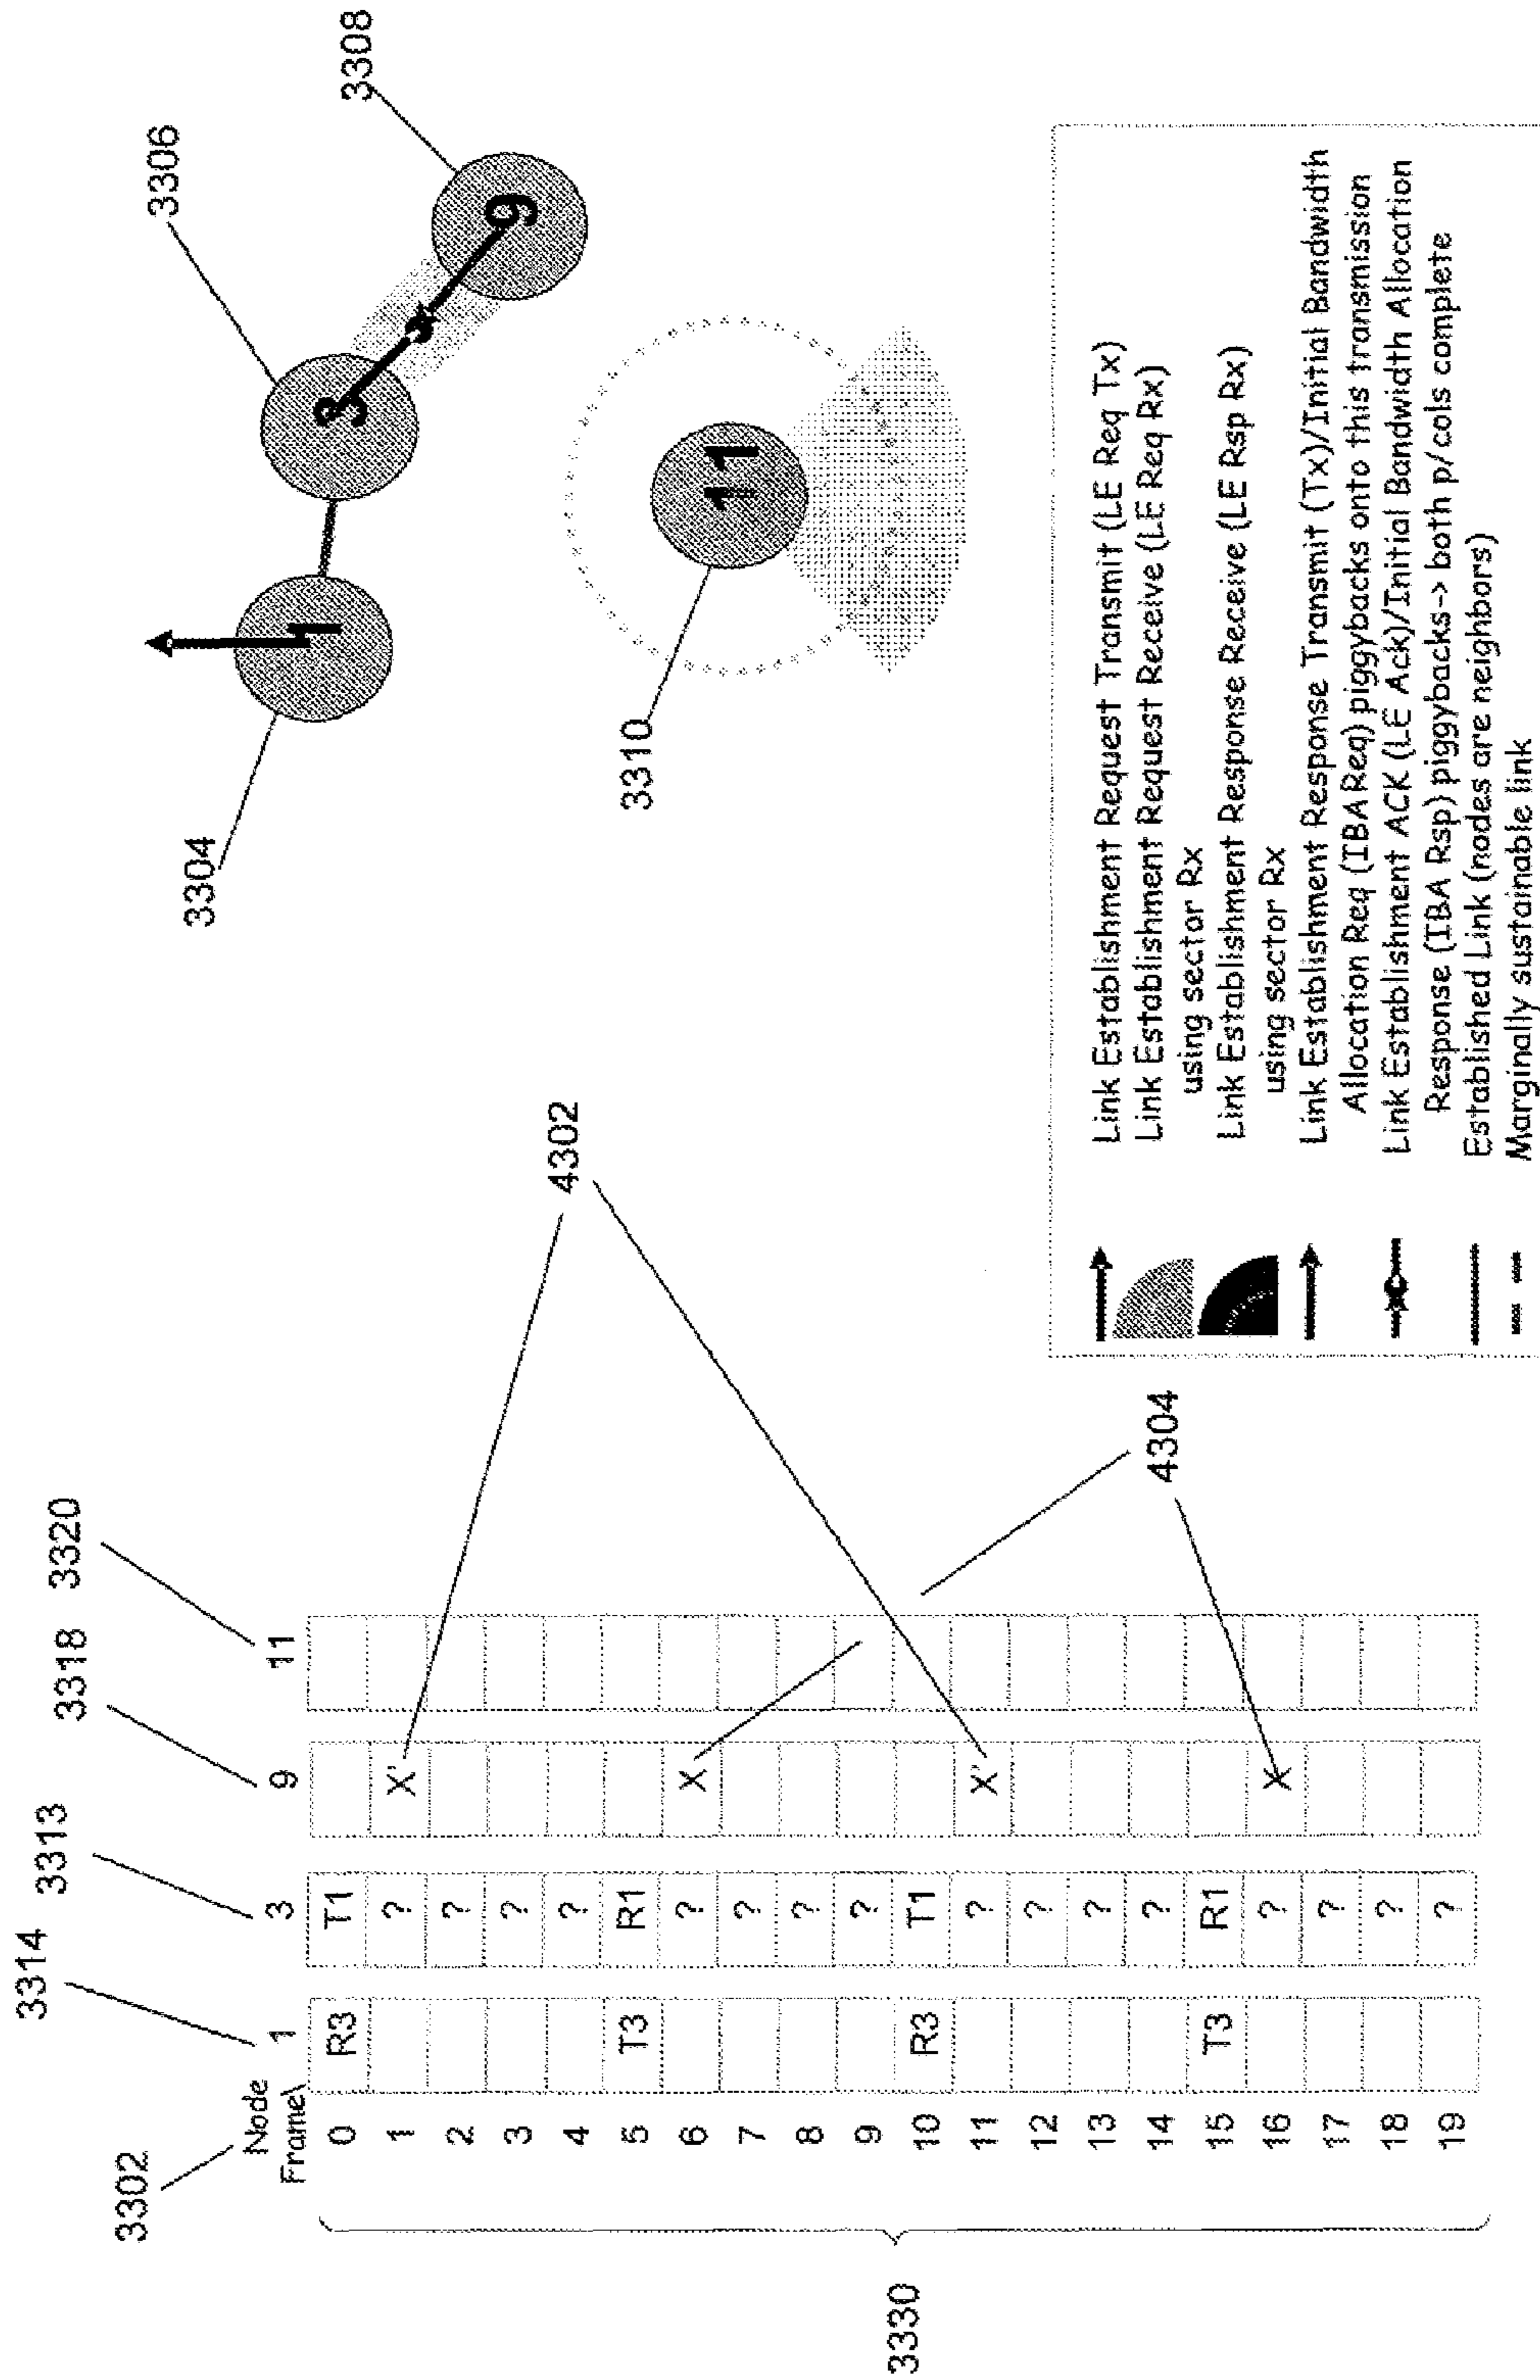 3302
3314
3313
3318
3320
Node
Frame\
1
3
9
11
0 R3 T1
1 ? X'
2 ?
3 ?
4 ?
5 T3 R1
6 ? X
7 ?
8 ?
9 ?
10 R3 T1
11 ? X'
12 ?
13 ?
14 ?
15 T3 R1
16 ? X
17 ?
18 ?
19 ?
3330
4302
4304
3304
3306
3308
3310
1
3
9
11
Link Establishment Request Transmit (LE Req Tx)
Link Establishment Request Receive (LE Req Rx)
using sector Rx
Link Establishment Response Receive (LE Rsp Rx)
using sector Rx
Link Establishment Response Transmit (Tx)/Initial Bandwidth
Allocation Req (IBA Req) piggybacks onto this transmission
Link Establishment ACK (LE Ack)/Initial Bandwidth Allocation
Response (IBA Rsp) piggybacks-> both p/cols complete
Established Link (nodes are neighbors)
Marginally sustainable link